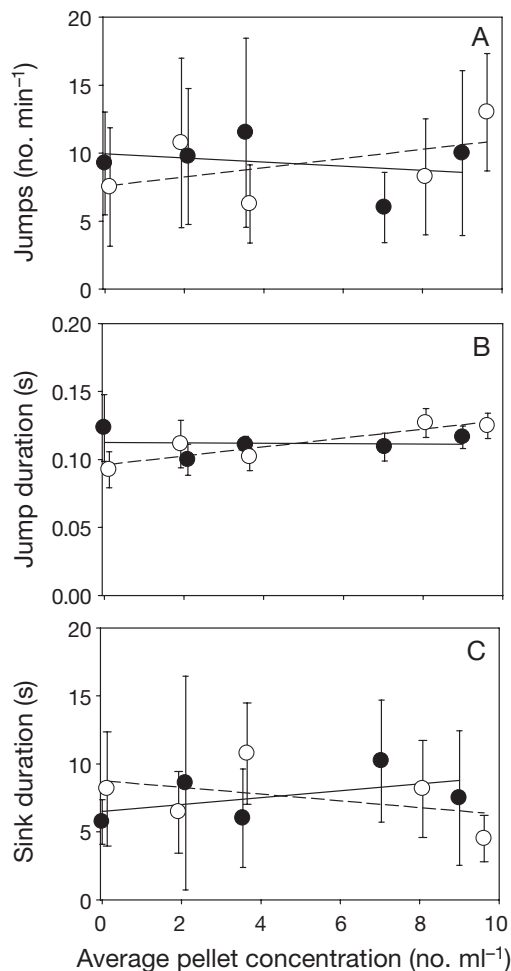 A
20
15
10
5
0
Jumps (no. min⁻¹)
B
0.20
0.15
0.10
0.05
0.00
Jump duration (s)
C
20
15
10
5
0
Sink duration (s)
0 2 4 6 8 10
Average pellet concentration (no. ml⁻¹)